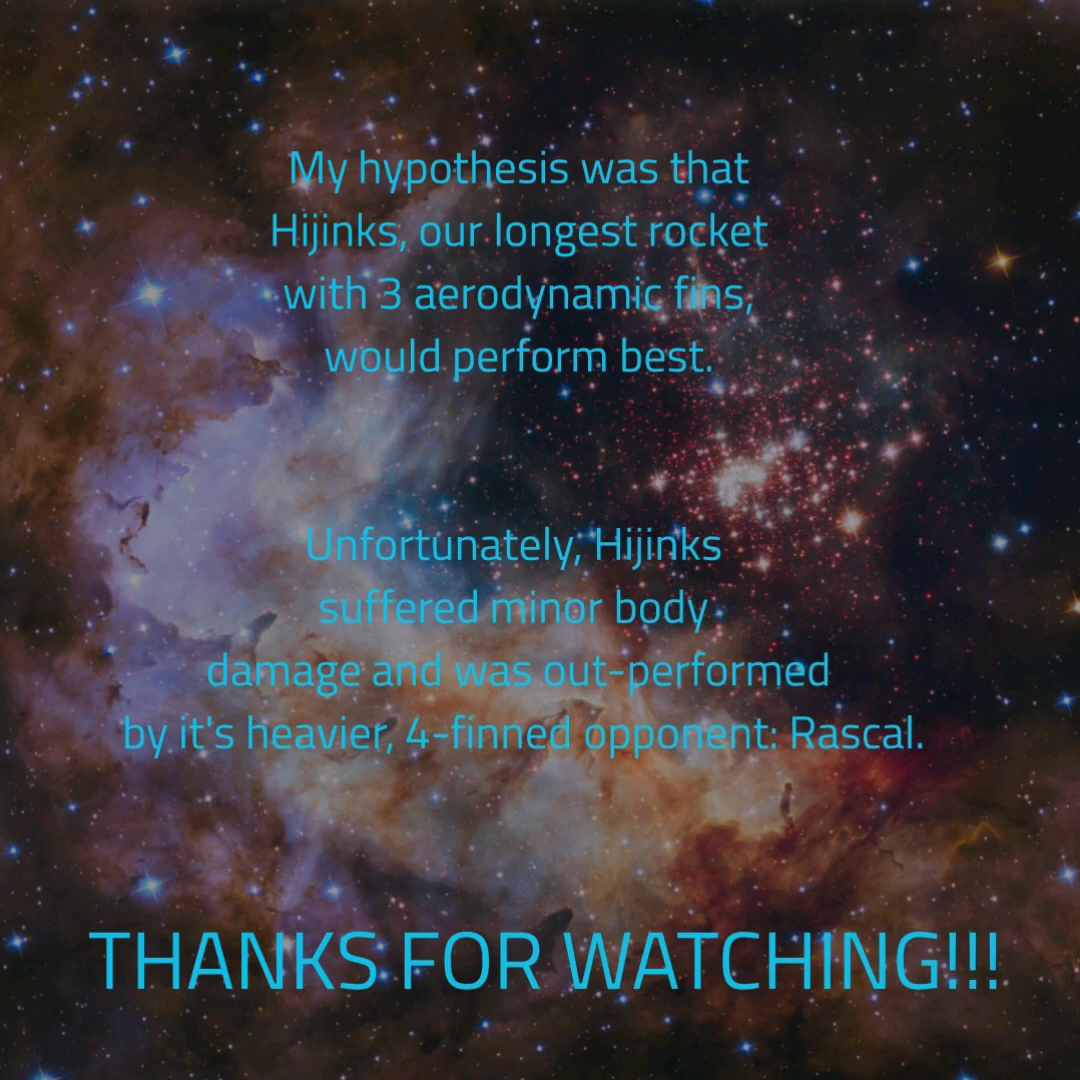 My hypothesis was that
Hijinks, our longest rocket
with 3 aerodynamic fins,
would perform best.
Unfortunately, Hijinks
suffered minor body
damage and was out-performed
by it's heavier, 4-finned opponent: Rascal.
THANKS FOR WATCHING!!!